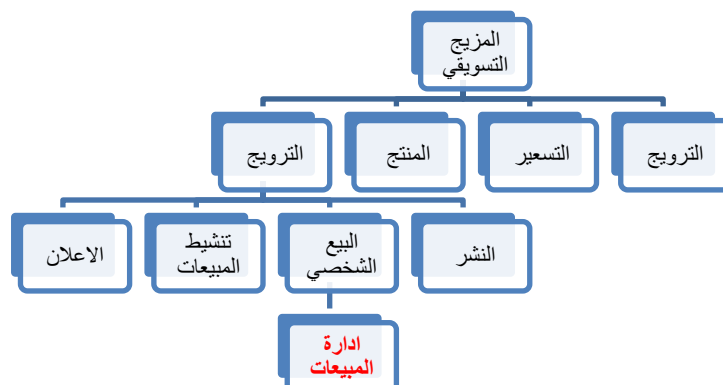 المزيج
التسويقي
الترويج
التسعير
المنتج
الترويج
النشر
البيع
الشخصي
تنشيط
المبيعات
الاعلان
ادارة
المبيعات